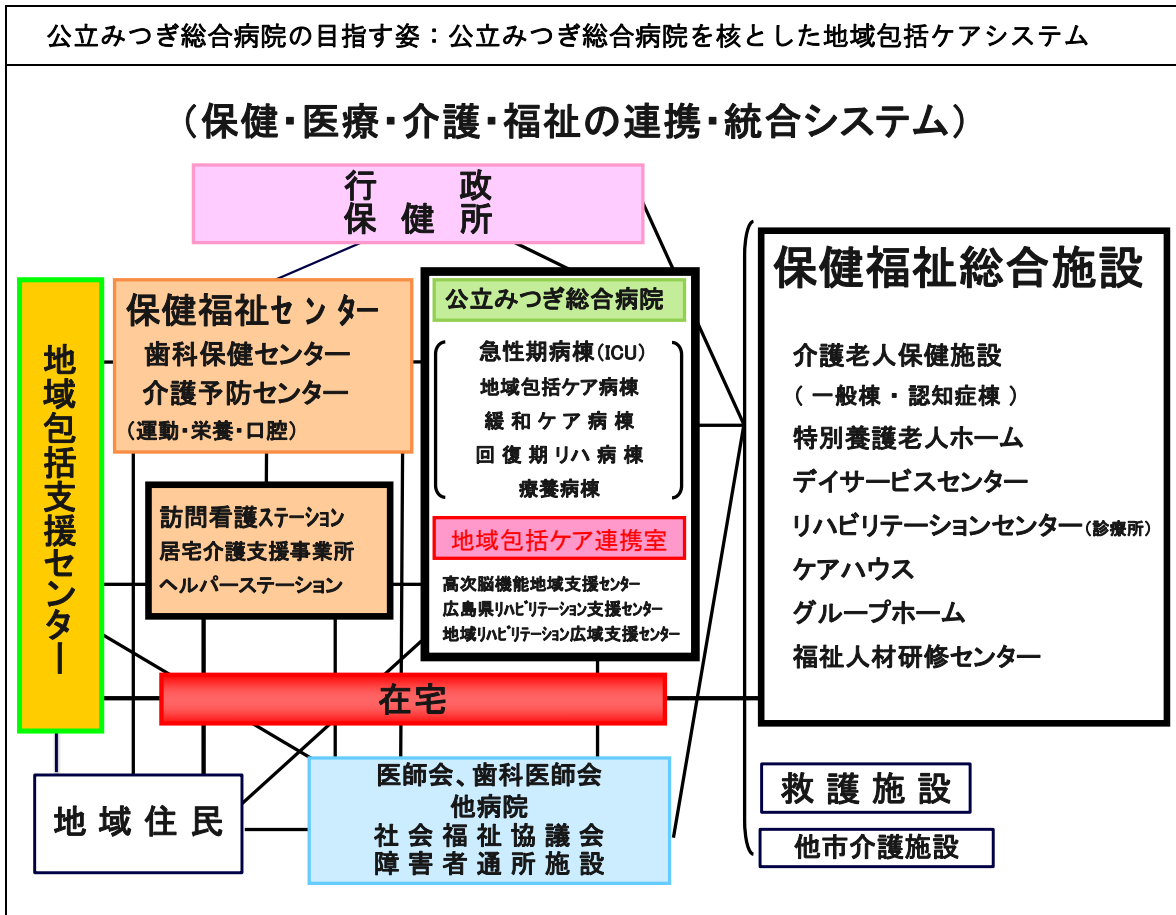 公立みつぎ総合病院の目指す姿：公立みつぎ総合病院を核とした地域包括ケアシステム
（保健・医療・介護・福祉の連携・統合システム）
行政
保健所
地域包括支援センター
保健福祉センター
歯科保健センター
介護予防センター
（運動・栄養・口腔）
訪問看護ステーション
居宅介護支援事業所
ヘルパーステーション
公立みつぎ総合病院
急性期病棟（ICU）
地域包括ケア病棟
緩和ケア病棟
回復期リハ病棟
療養病棟
地域包括ケア連携室
高次脳機能地域支援センター
広島県リハビリテーション支援センター
地域リハビリテーション広域支援センター
在宅
地域住民
医師会、歯科医師会
他病院
社会福祉協議会
障害者通所施設
保健福祉総合施設
介護老人保健施設
（一般棟・認知症棟）
特別養護老人ホーム
デイサービスセンター
リハビリテーションセンター（診療所）
ケアハウス
グループホーム
福祉人材研修センター
救護施設
他市介護施設